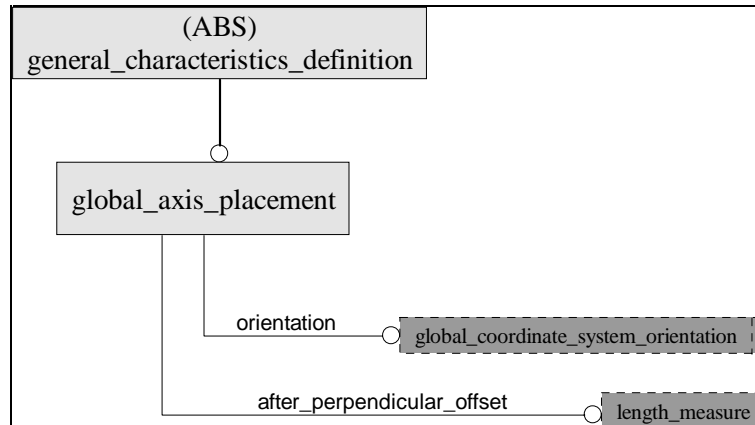 (ABS)
general_characteristics_definition
global_axis_placement
orientation
global_coordinate_system_orientation
after_perpendicular_offset
length_measure